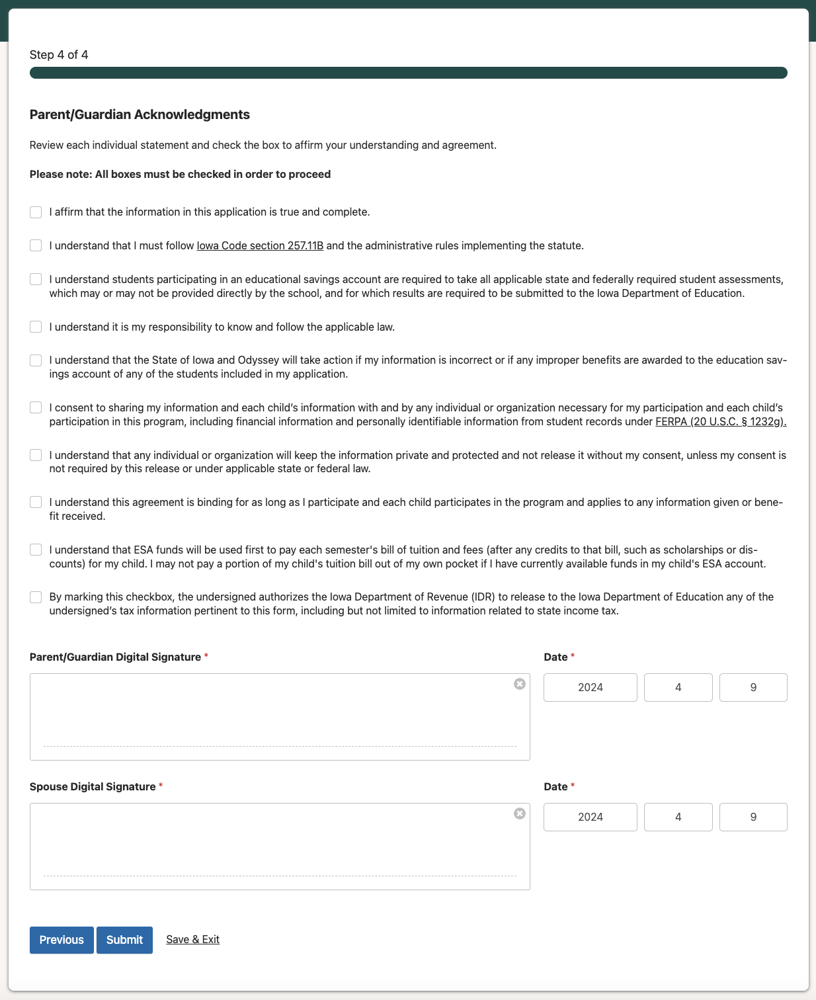 Step 4 of 4
Parent/Guardian Acknowledgments
Review each individual statement and check the box to affirm your understanding and agreement.
Please note: All boxes must be checked in order to proceed
I affirm that the information in this application is true and complete.
I understand that I must follow Iowa Code section 257.11B and the administrative rules implementing the statute.
I understand students participating in an educational savings account are required to take all applicable state and federally required student assessments,
which may or may not be provided directly by the school, and for which results are required to be submitted to the Iowa Department of Education.
I understand it is my responsibility to know and follow the applicable law.
I understand that the State of Iowa and Odyssey will take action if my information is incorrect or if any improper benefits are awarded to the education sav-
ings account of any of the students included in my application.
I consent to sharing my information and each child’s information with and by any individual or organization necessary for my participation and each child’s
participation in this program, including financial information and personally identifiable information from student records under FERPA (20 U.S.C. § 1232g).
I understand that any individual or organization will keep the information private and protected and not release it without my consent, unless my consent is
not required by this release or under applicable state or federal law.
I understand this agreement is binding for as long as I participate and each child participates in the program and applies to any information given or bene-
fit received.
I understand that ESA funds will be used first to pay each semester's bill of tuition and fees (after any credits to that bill, such as scholarships or dis-
counts) for my child. I may not pay a portion of my child's tuition bill out of my own pocket if I have currently available funds in my child's ESA account.
By marking this checkbox, the undersigned authorizes the Iowa Department of Revenue (IDR) to release to the Iowa Department of Education any of the
undersigned’s tax information pertinent to this form, including but not limited to information related to state income tax.
Parent/Guardian Digital Signature * Date *
2024 4 9
Spouse Digital Signature * Date *
2024 4 9
Previous Submit Save & Exit